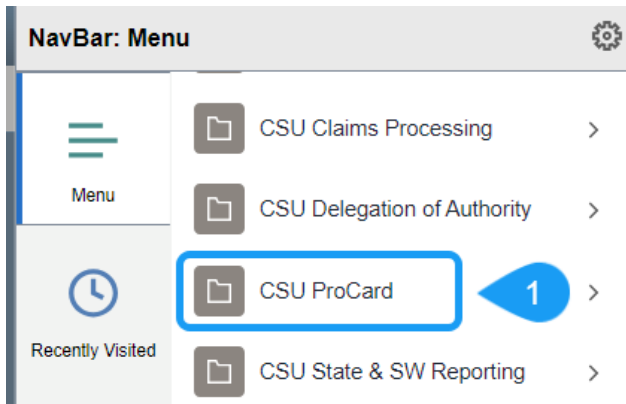 NavBar: Menu
CSU Claims Processing
Menu
CSU Delegation of Authority
CSU ProCard
1
Recently Visited
CSU State & SW Reporting